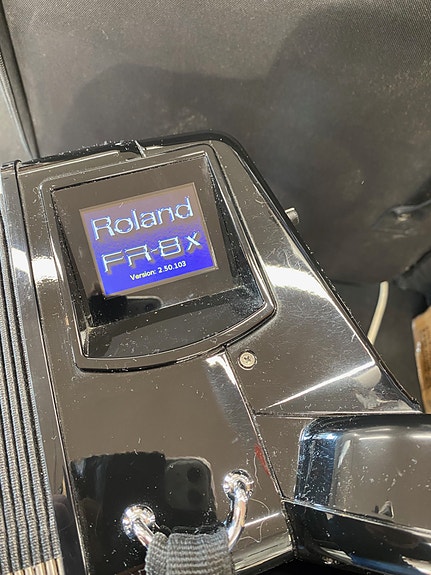 Roland
FR-8x
Version: 2.50.103